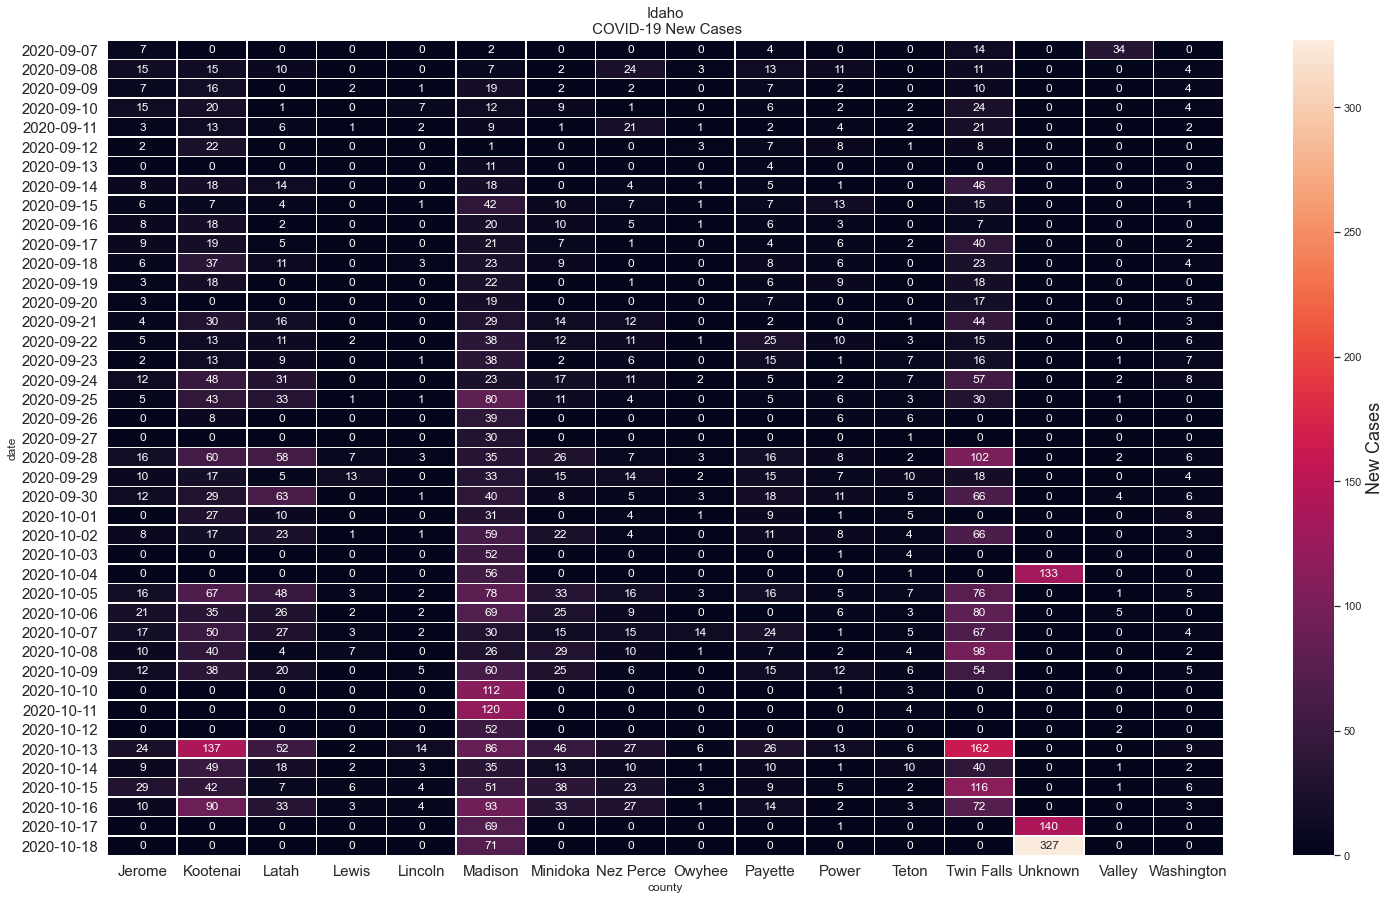 Idaho
COVID-19 New Cases
2020-09-07 7 0 0 0 0 2 0 0 0 4 0 0 14 0 34 0
2020-09-08 15 15 10 0 0 7 2 24 3 13 11 0 11 0 0 4
2020-09-09 7 16 0 2 1 19 2 2 0 7 2 0 10 0 0 4
2020-09-10 15 20 1 0 7 12 9 1 0 6 2 2 24 0 0 4
2020-09-11 3 13 6 1 2 9 1 21 1 2 4 2 21 0 0 2
2020-09-12 2 22 0 0 0 1 0 0 3 7 8 1 8 0 0 0
2020-09-13 0 0 0 0 0 11 0 0 0 4 0 0 0 0 0 0
2020-09-14 8 18 14 0 0 18 0 4 1 5 1 0 46 0 0 3
2020-09-15 6 7 4 0 1 42 10 7 1 7 13 0 15 0 0 1
2020-09-16 8 18 2 0 0 20 10 5 1 6 3 0 7 0 0 0
2020-09-17 9 19 5 0 0 21 7 1 0 4 6 2 40 0 0 2
2020-09-18 6 37 11 0 3 23 9 0 0 8 6 0 23 0 0 4
2020-09-19 3 18 0 0 0 22 0 1 0 6 9 0 18 0 0 0
2020-09-20 3 0 0 0 0 19 0 0 0 7 0 0 17 0 0 5
2020-09-21 4 30 16 0 0 29 14 12 0 2 0 1 44 0 1 3
2020-09-22 5 13 11 2 0 38 12 11 1 25 10 3 15 0 0 6
2020-09-23 2 13 9 0 1 38 2 6 0 15 1 7 16 0 1 7
2020-09-24 12 48 31 0 0 23 17 11 2 5 2 7 57 0 2 8
2020-09-25 5 43 33 1 1 80 11 4 0 5 6 3 30 0 1 0
2020-09-26 0 8 0 0 0 39 0 0 0 0 6 6 0 0 0 0
2020-09-27 0 0 0 0 0 30 0 0 0 0 0 1 0 0 0 0
2020-09-28 16 60 58 7 3 35 26 7 3 16 8 2 102 0 2 6
2020-09-29 10 17 5 13 0 33 15 14 2 15 7 10 18 0 0 4
2020-09-30 12 29 63 0 1 40 8 5 3 18 11 5 66 0 4 6
2020-10-01 0 27 10 0 0 31 0 4 1 9 1 5 0 0 0 8
2020-10-02 8 17 23 1 1 59 22 4 0 11 8 4 66 0 0 3
2020-10-03 0 0 0 0 0 52 0 0 0 0 1 4 0 0 0 0
2020-10-04 0 0 0 0 0 56 0 0 0 0 0 1 0 133 0 0
2020-10-05 16 67 48 3 2 78 33 16 3 16 5 7 76 0 1 5
2020-10-06 21 35 26 2 2 69 25 9 0 0 6 3 80 0 5 0
2020-10-07 17 50 27 3 2 30 15 15 14 24 1 5 67 0 0 4
2020-10-08 10 40 4 7 0 26 29 10 1 7 2 4 98 0 0 2
2020-10-09 12 38 20 0 5 60 25 6 0 15 12 6 54 0 0 5
2020-10-10 0 0 0 0 0 112 0 0 0 0 1 3 0 0 0 0
2020-10-11 0 0 0 0 0 120 0 0 0 0 0 4 0 0 0 0
2020-10-12 0 0 0 0 0 52 0 0 0 0 0 0 0 0 2 0
2020-10-13 24 137 52 2 14 86 46 27 6 26 13 6 162 0 0 9
2020-10-14 9 49 18 2 3 35 13 10 1 10 1 10 40 0 1 2
2020-10-15 29 42 7 6 4 51 38 23 3 9 5 2 116 0 1 6
2020-10-16 10 90 33 3 4 93 33 27 1 14 2 3 72 0 0 3
2020-10-17 0 0 0 0 0 69 0 0 0 0 1 0 0 140 0 0
2020-10-18 0 0 0 0 0 71 0 0 0 0 0 0 0 327 0 0
Jerome Kootenai Latah Lewis Lincoln Madison Minidoka Nez Perce Owyhee Payette Power Teton Twin Falls Unknown Valley Washington
county
date
300
250
200
150
100
50
0
New Cases